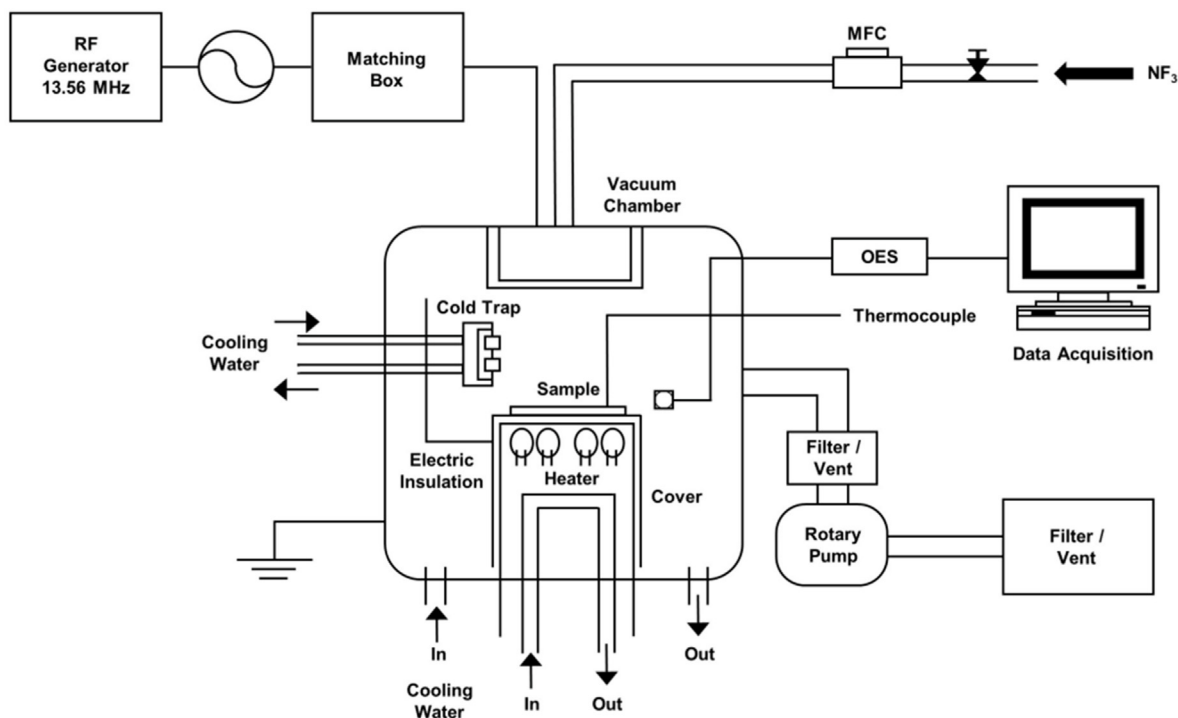 RF
Generator
13.56 MHz
Matching
Box
MFC
NF₃
Vacuum
Chamber
OES
Cold Trap
Thermocouple
Cooling
Water
Data Acquisition
Sample
Electric
Insulation
Heater
Cover
Filter /
Vent
Rotary
Pump
Filter /
Vent
In
Out
Cooling
Water
In
Out